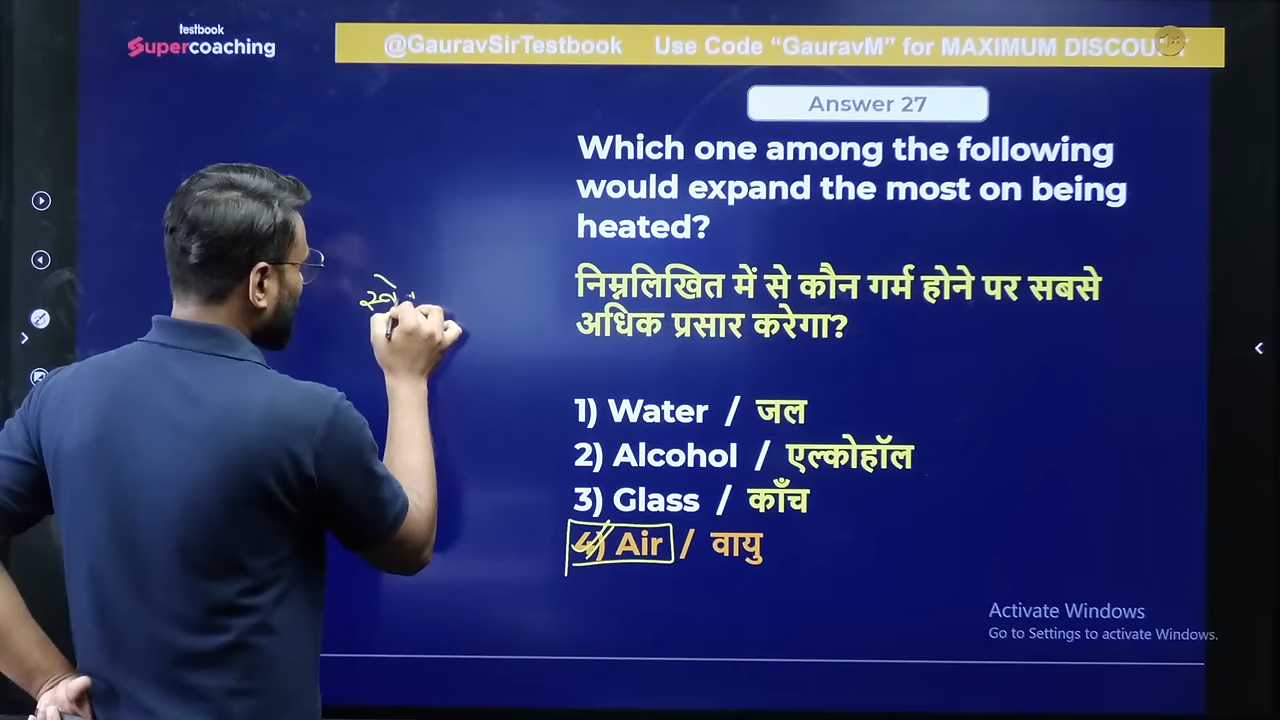 testbook
Supercoaching
@GauravSirTestbook Use Code “GauravM” for MAXIMUM DISCOUNT
Answer 27
Which one among the following
would expand the most on being
heated?
निम्नलिखित में से कौन गर्म होने पर सबसे
अधिक प्रसार करेगा?
1) Water / जल
2) Alcohol / एल्कोहॉल
3) Glass / काँच
4) Air / वायु
Activate Windows
Go to Settings to activate Windows.